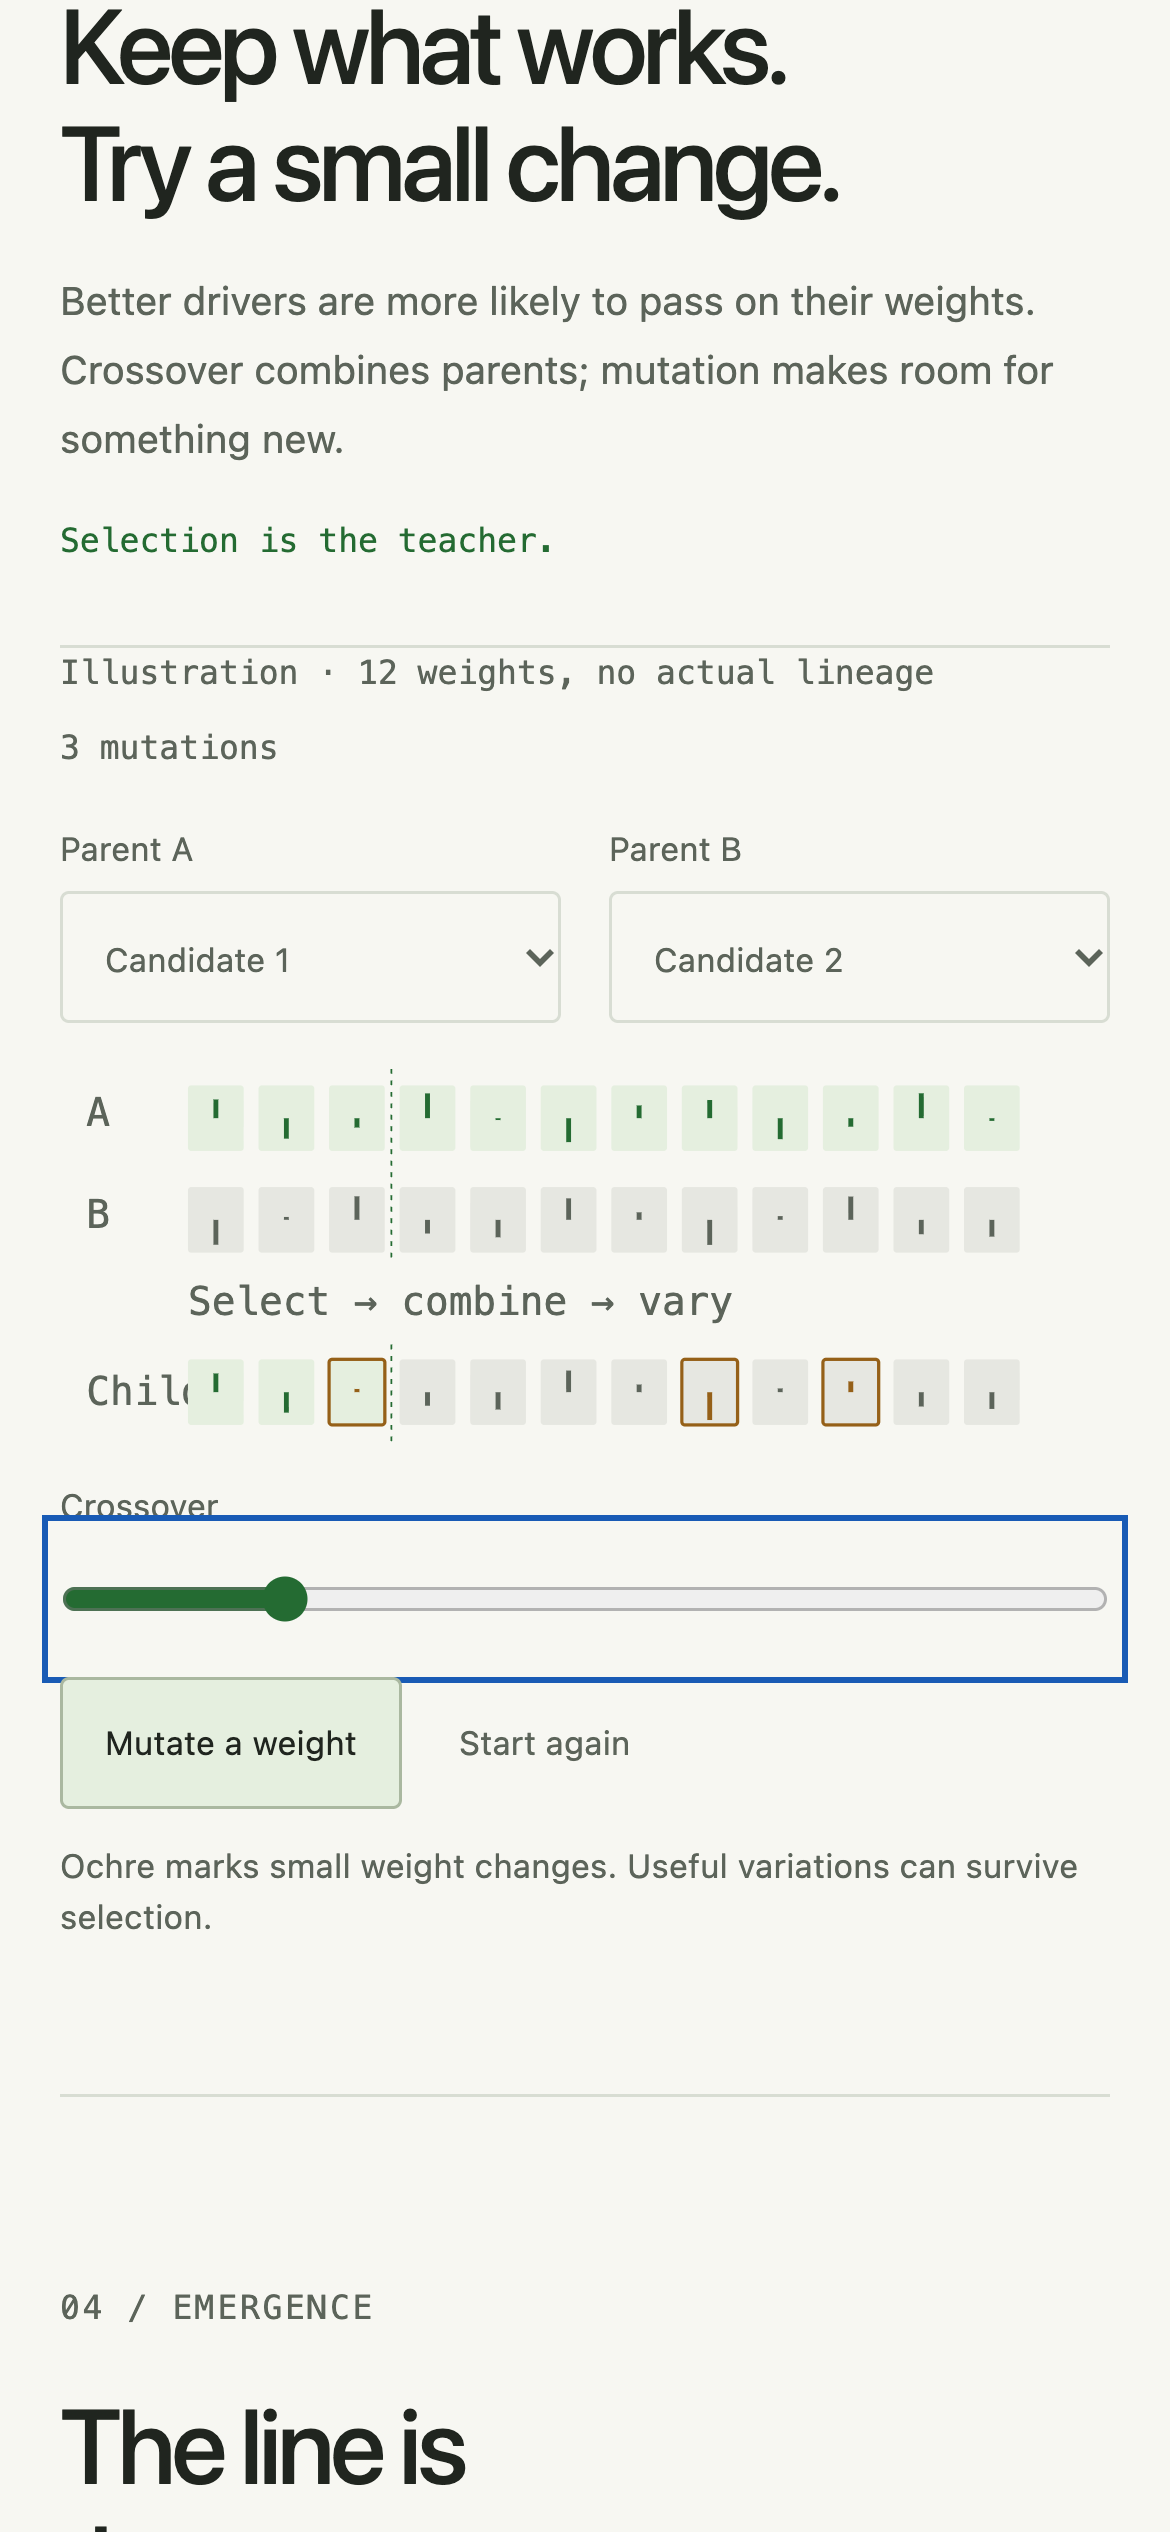 Keep what works.
Try a small change.
Better drivers are more likely to pass on their weights.
Crossover combines parents; mutation makes room for
something new.
Selection is the teacher.
Illustration · 12 weights, no actual lineage
3 mutations
Parent A
Parent B
Candidate 1
Candidate 2
A
B
Select → combine → vary
Chil
Crossover
Mutate a weight
Start again
Ochre marks small weight changes. Useful variations can survive
selection.
04 / EMERGENCE
The line is